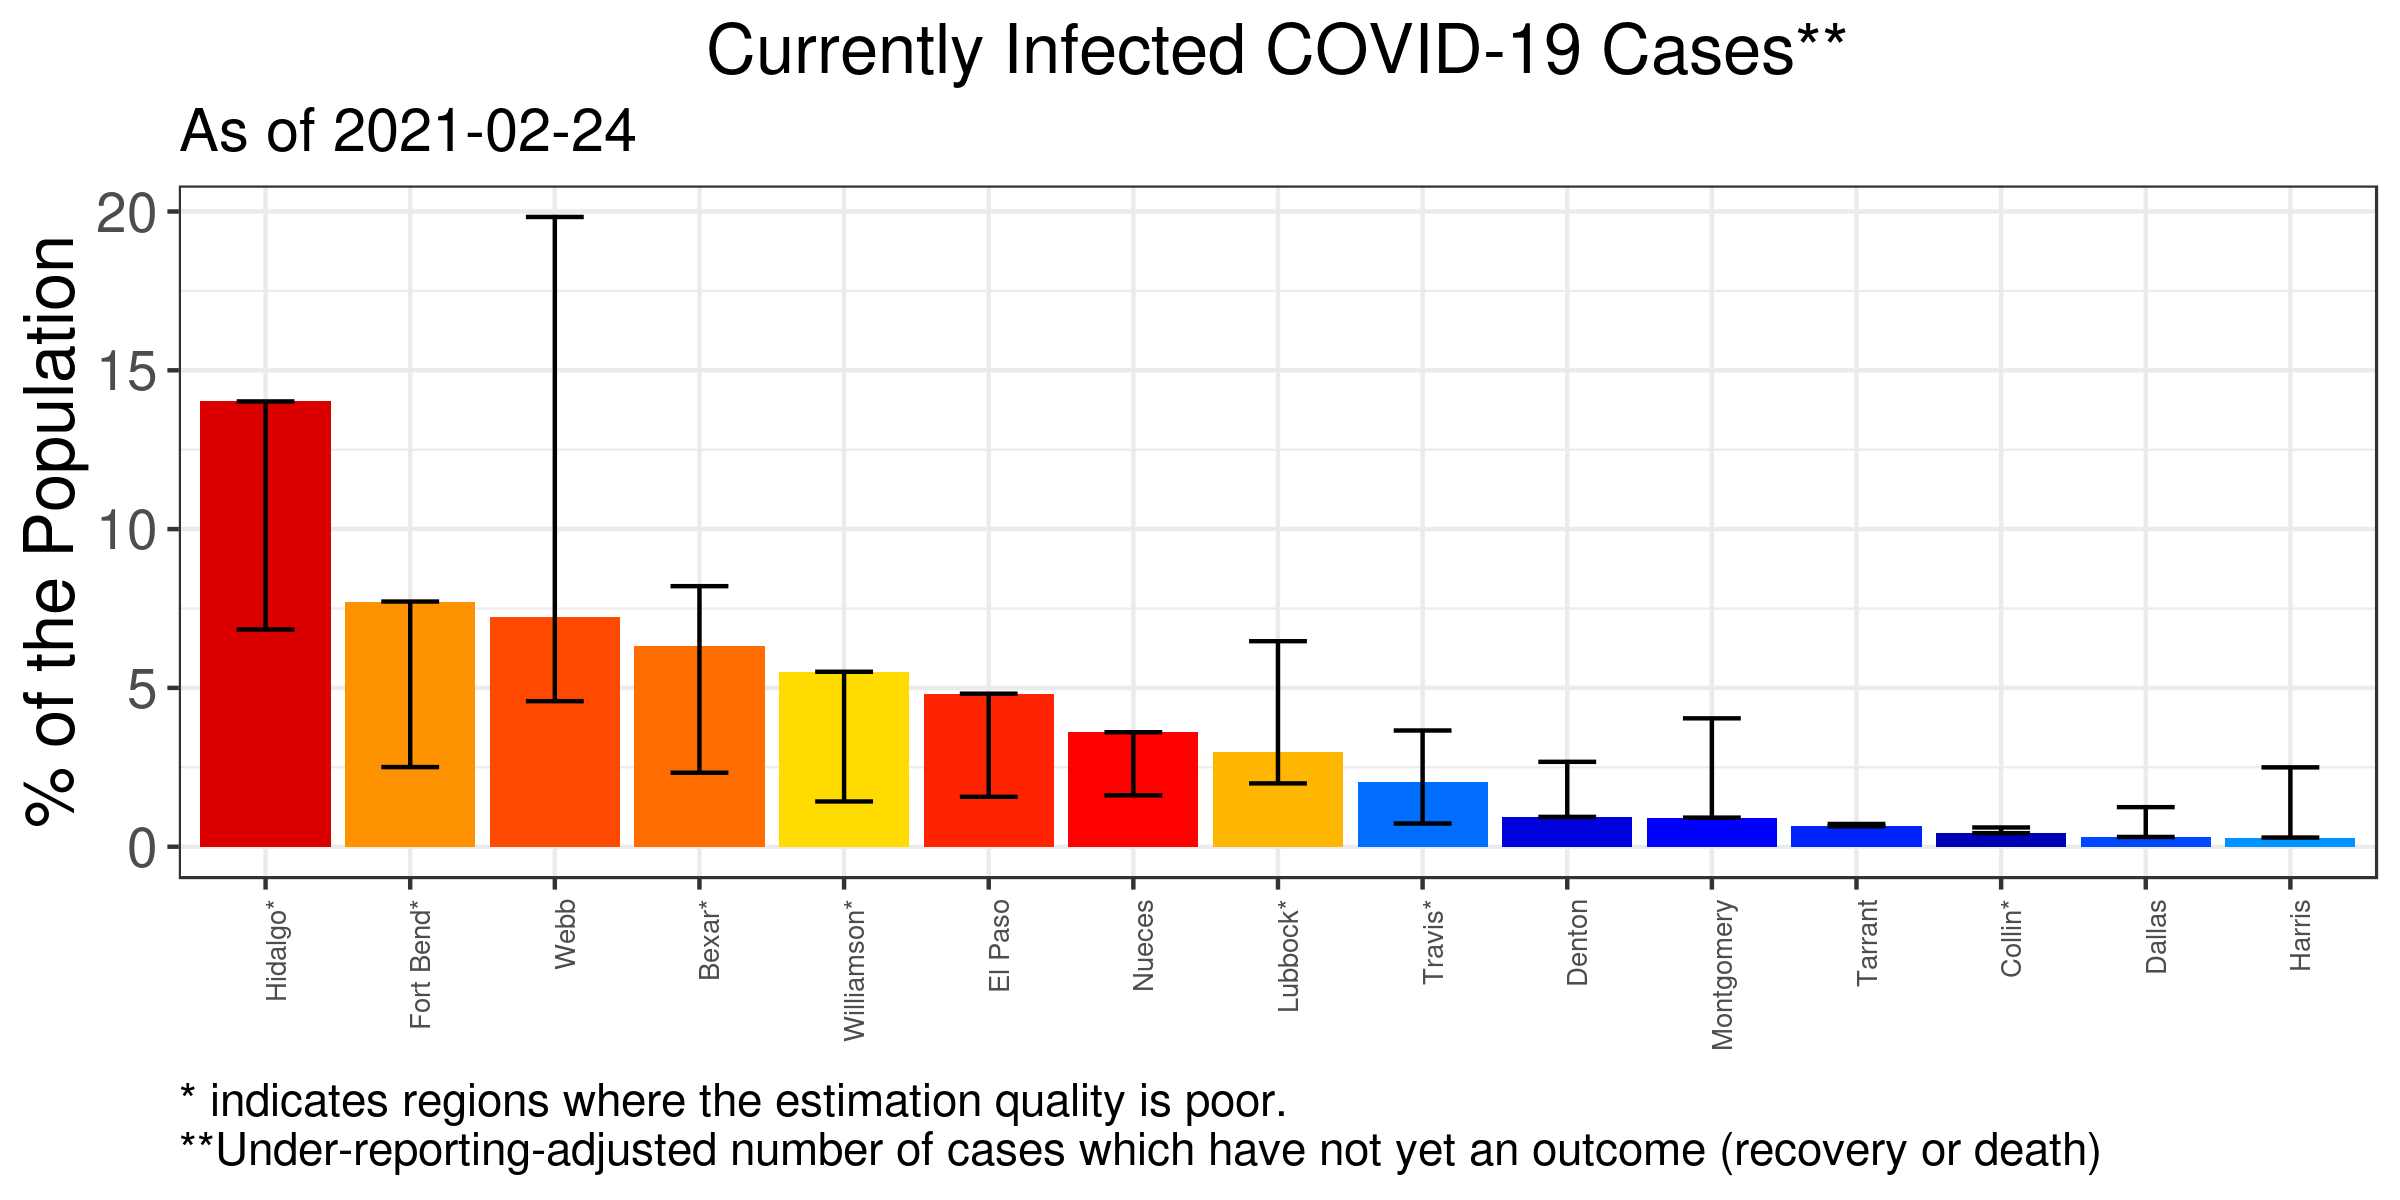 Currently Infected COVID-19 Cases**
As of 2021-02-24
% of the Population
20
15
10
5
0
Hidalgo*
Fort Bend*
Webb
Bexar*
Williamson*
El Paso
Nueces
Lubbock*
Travis*
Denton
Montgomery
Tarrant
Collin*
Dallas
Harris
* indicates regions where the estimation quality is poor.
**Under-reporting-adjusted number of cases which have not yet an outcome (recovery or death)